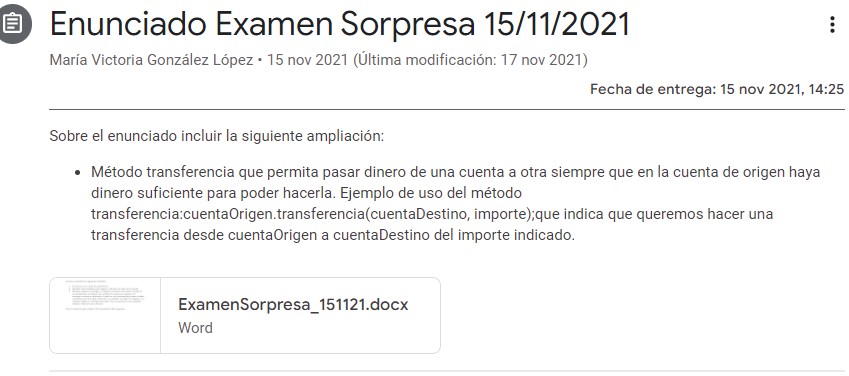 Enunciado Examen Sorpresa 15/11/2021
María Victoria González López • 15 nov 2021 (Última modificación: 17 nov 2021)
Fecha de entrega: 15 nov 2021, 14:25
Sobre el enunciado incluir la siguiente ampliación:
• Método transferencia que permita pasar dinero de una cuenta a otra siempre que en la cuenta de origen haya
dinero suficiente para poder hacerla. Ejemplo de uso del método
transferencia:cuentaOrigen.transferencia(cuentaDestino, importe);que indica que queremos hacer una
transferencia desde cuentaOrigen a cuentaDestino del importe indicado.
ExamenSorpresa_151121.docx
Word